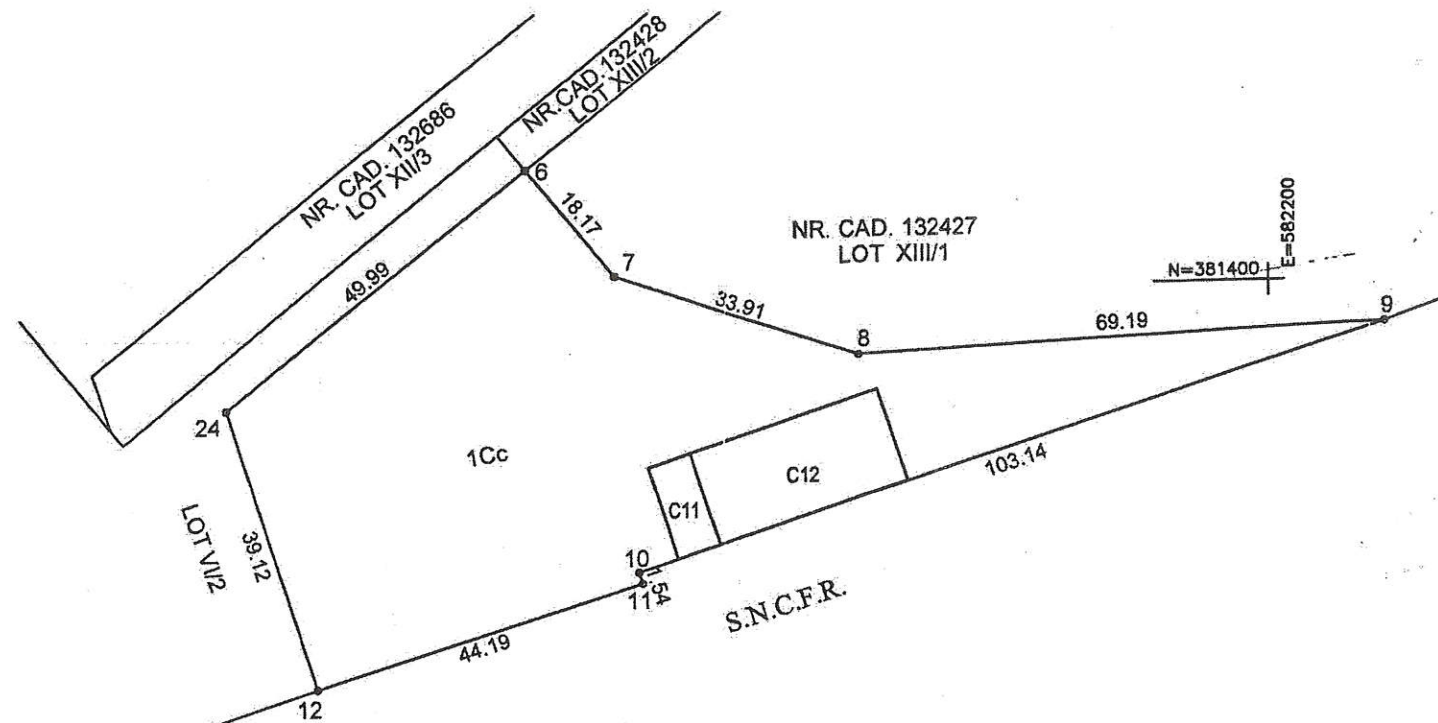 NR. CAD. 132686
LOT XII/3
NR.CAD.132428
LOT XIII/2
6
18.17
49.99
7
NR. CAD. 132427
LOT XIII/1
N=381400
E=582200
33.91
8
69.19
9
24
1Cc
C11
C12
103.14
LOT VI/2
39.12
10
1.54
11
S.N.C.F.R.
44.19
12